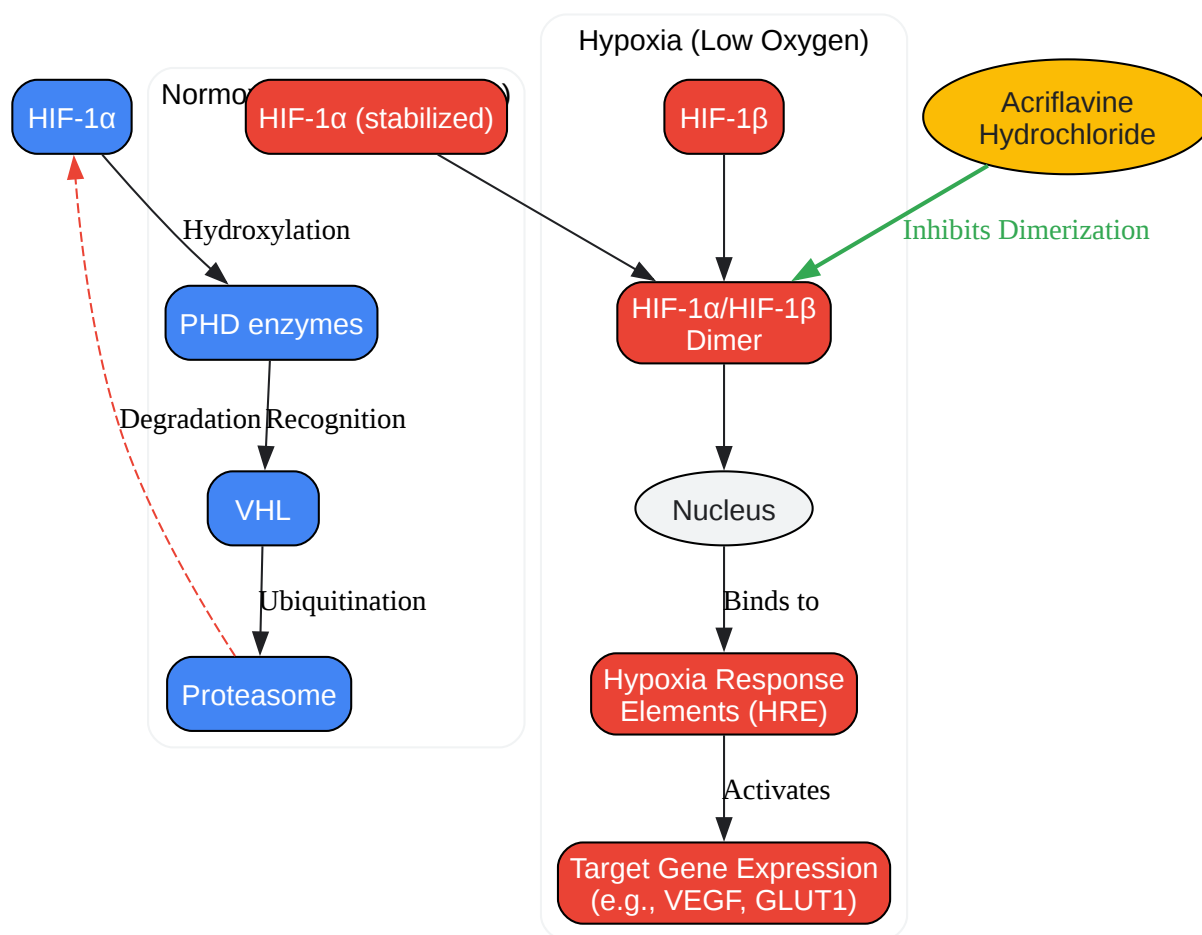 Hypoxia (Low Oxygen)
HIF-1α
HIF-1α (stabilized)
HIF-1β
Acriflavine
Hydrochloride
Hydroxylation
Inhibits Dimerization
PHD enzymes
HIF-1α/HIF-1β
Dimer
Degradation
Recognition
VHL
Nucleus
Ubiquitination
Binds to
Proteasome
Hypoxia Response
Elements (HRE)
Activates
Target Gene Expression
(e.g., VEGF, GLUT1)